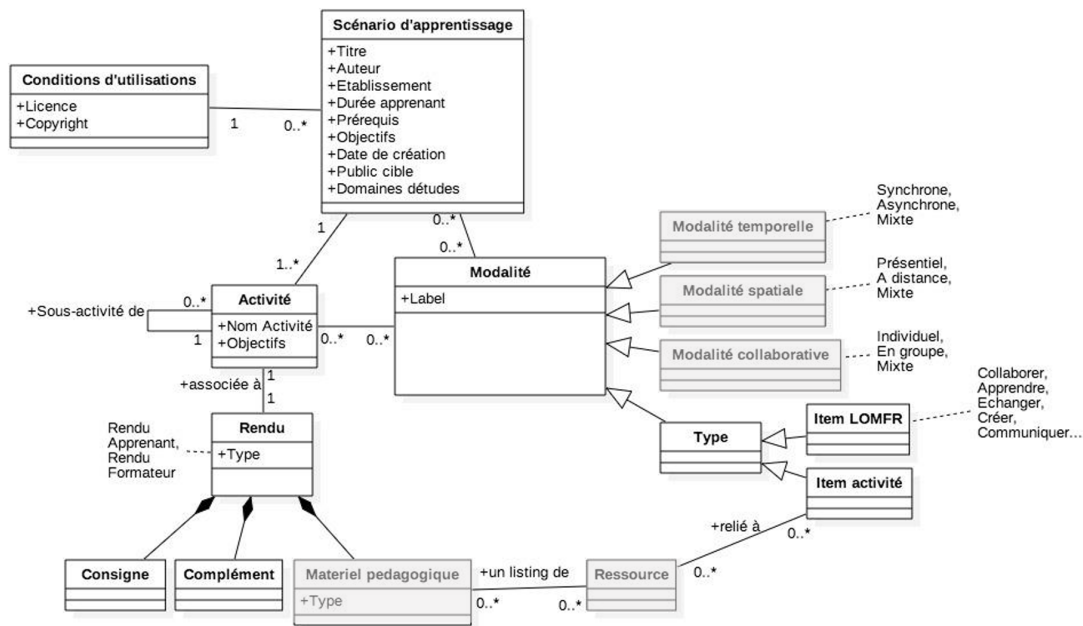 Scénario d'apprentissage
+Titre
+Auteur
+Etablissement
+Durée apprenant
+Prérequis
+Objectifs
+Date de création
+Public cible
+Domaines détudes
Conditions d'utilisations
+Licence
+Copyright
1
0..*
1
1..*
0..*
0..*
Modalité
+Label
Modalité temporelle
Synchrone,
Asynchrone,
Mixte
Modalité spatiale
Présentiel,
A distance,
Mixte
Modalité collaborative
Individuel,
En groupe,
Mixte
Activité
+Nom Activité
+Objectifs
+Sous-activité de
0..*
1
0..*
0..*
+associée à
1
1
Rendu
+Type
Rendu
Apprenant,
Rendu
Formateur
Type
Item LOMFR
Collaborer,
Apprendre,
Echanger,
Créer,
Communiquer...
Item activité
+relié à
0..*
0..*
Consigne
Complément
Materiel pedagogique
+Type
+un listing de
0..*
0..*
Ressource